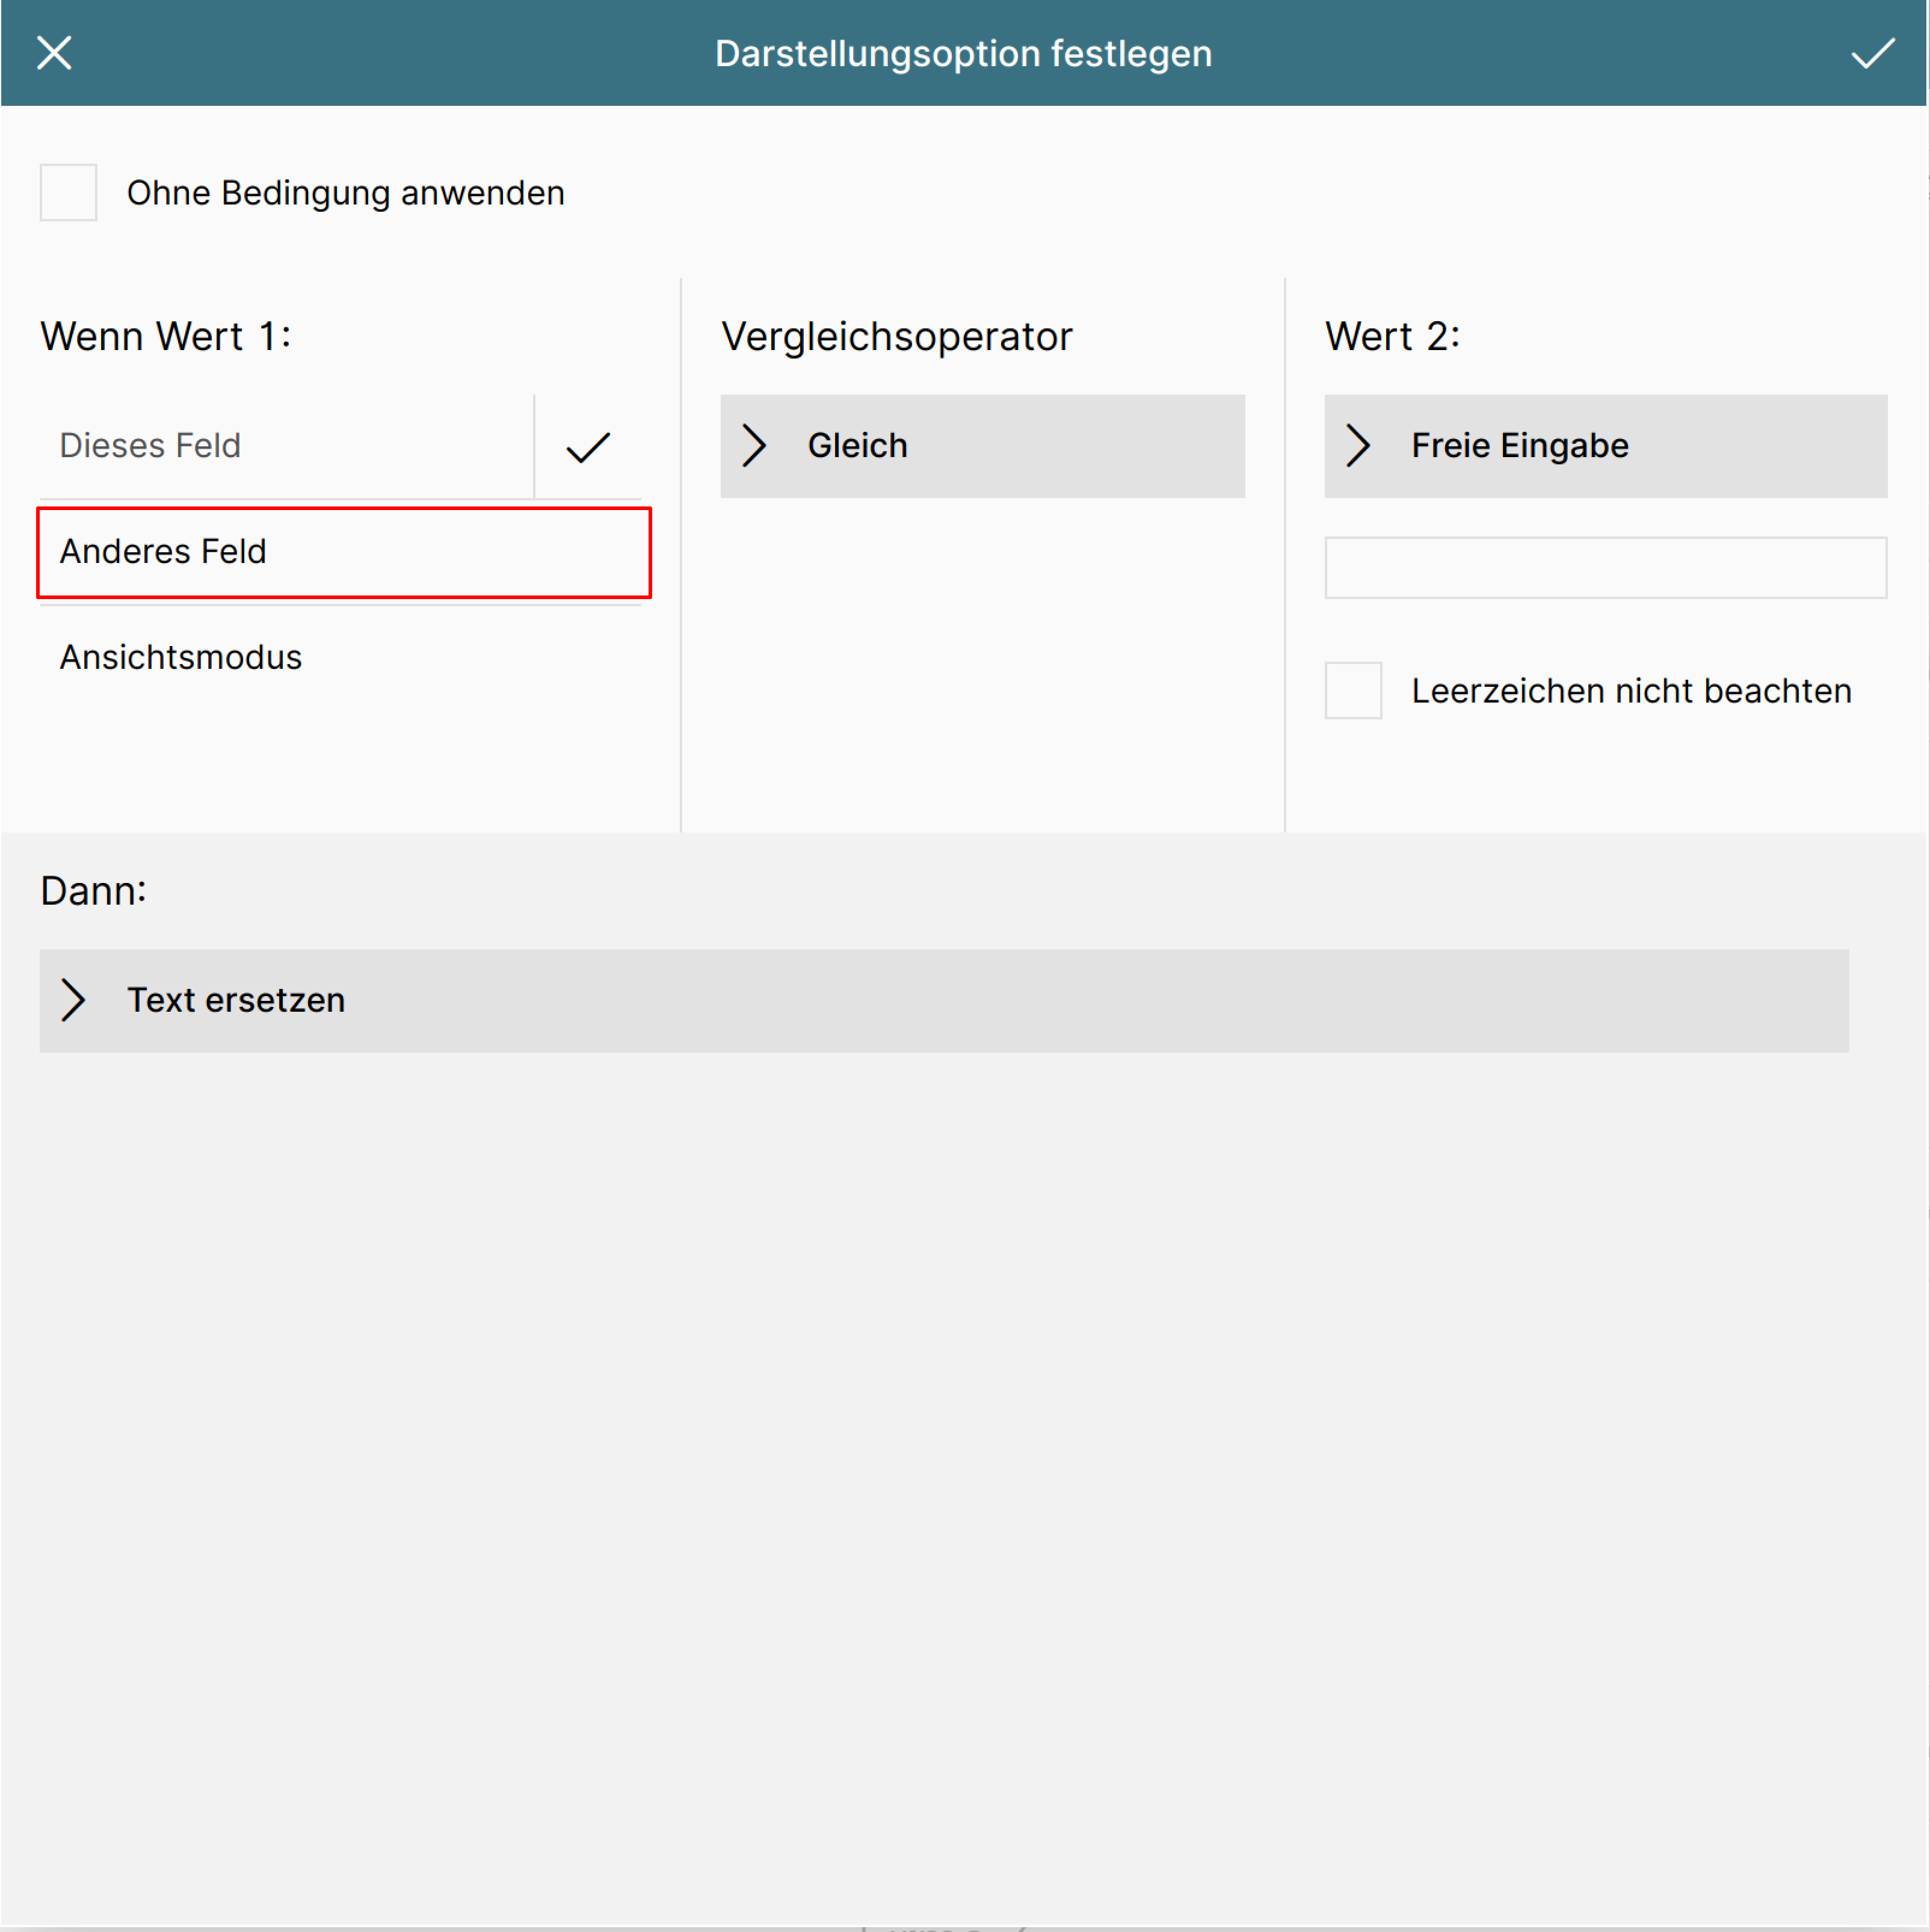 Darstellungsoption festlegen
Ohne Bedingung anwenden
Wenn Wert 1:
Dieses Feld
Anderes Feld
Ansichtsmodus
Vergleichsoperator
Gleich
Wert 2:
Freie Eingabe
Leerzeichen nicht beachten
Dann:
Text ersetzen